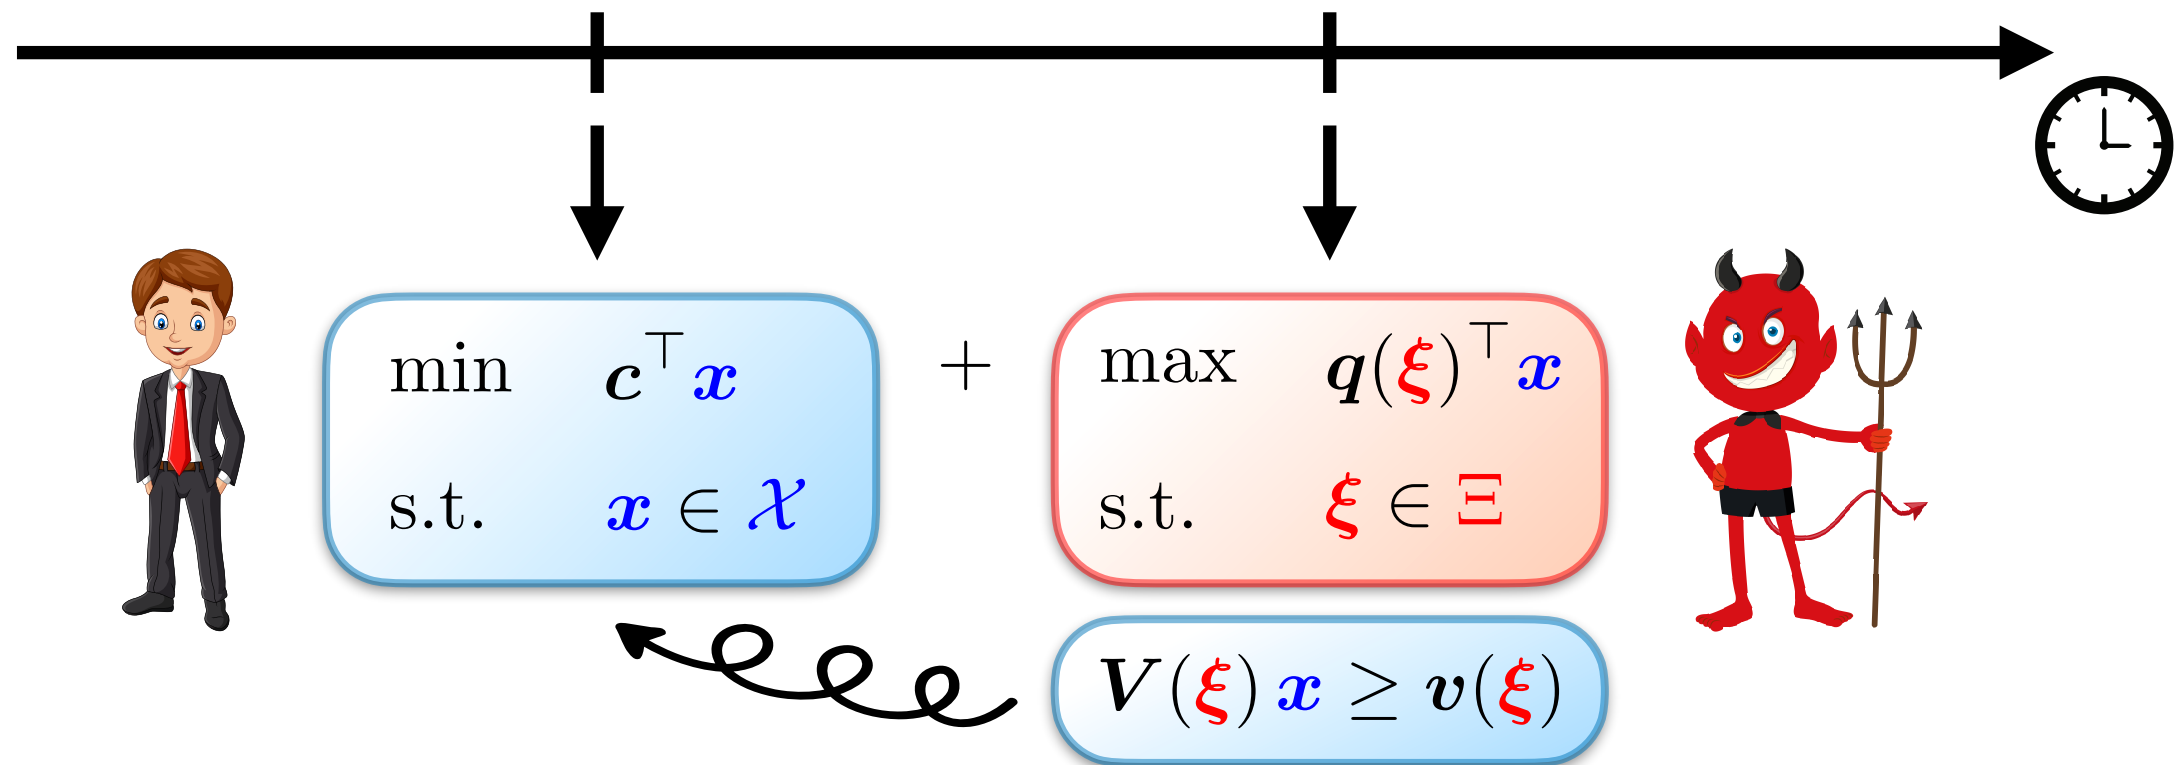 min c⊤x + max q(ξ)⊤x
s.t. x ∈ 𝒳 s.t. ξ ∈ Ξ
V(ξ) x ≥ v(ξ)